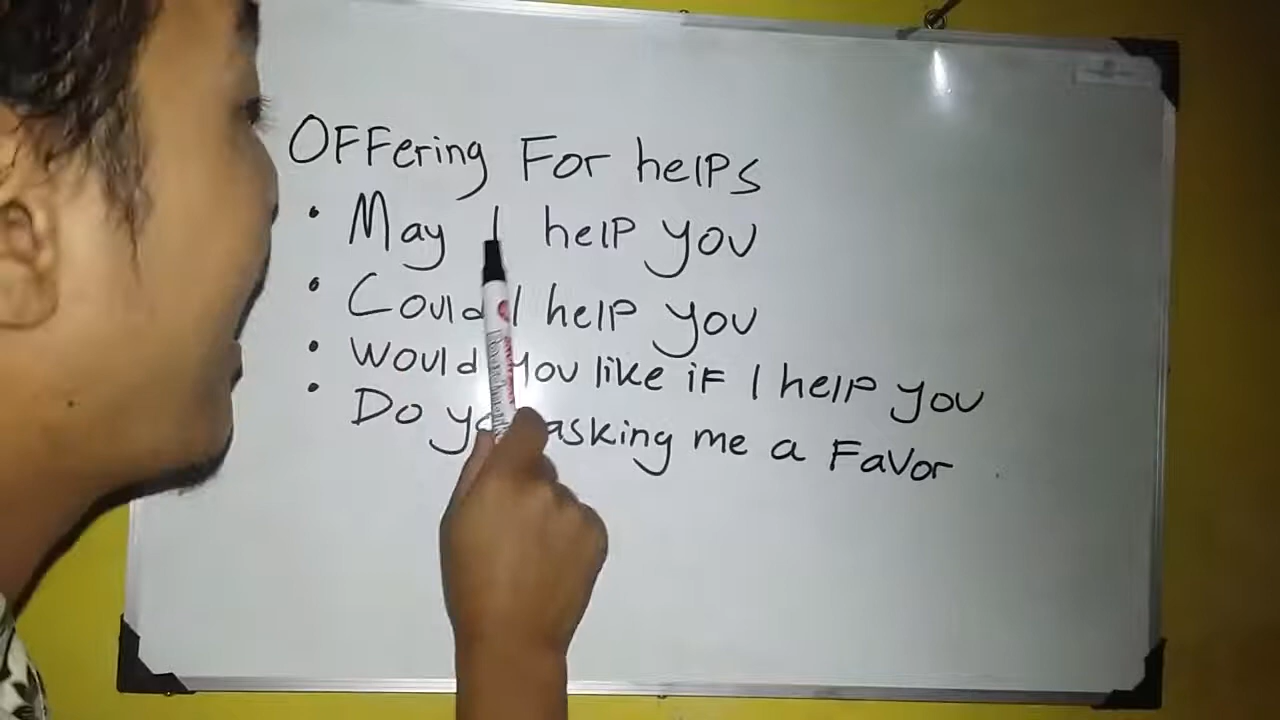 OFFering For helps
• May I help you
• Could I help you
• Would you like if I help you
• Do you asking me a Favor